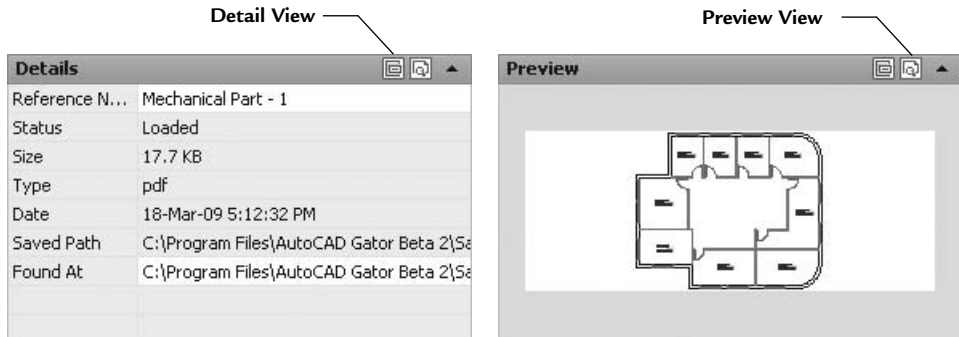 Detail View
Preview View
Details
Reference N... Mechanical Part - 1
Status Loaded
Size 17.7 KB
Type pdf
Date 18-Mar-09 5:12:32 PM
Saved Path C:\Program Files\AutoCAD Gator Beta 2\Sa
Found At C:\Program Files\AutoCAD Gator Beta 2\Sa
Preview